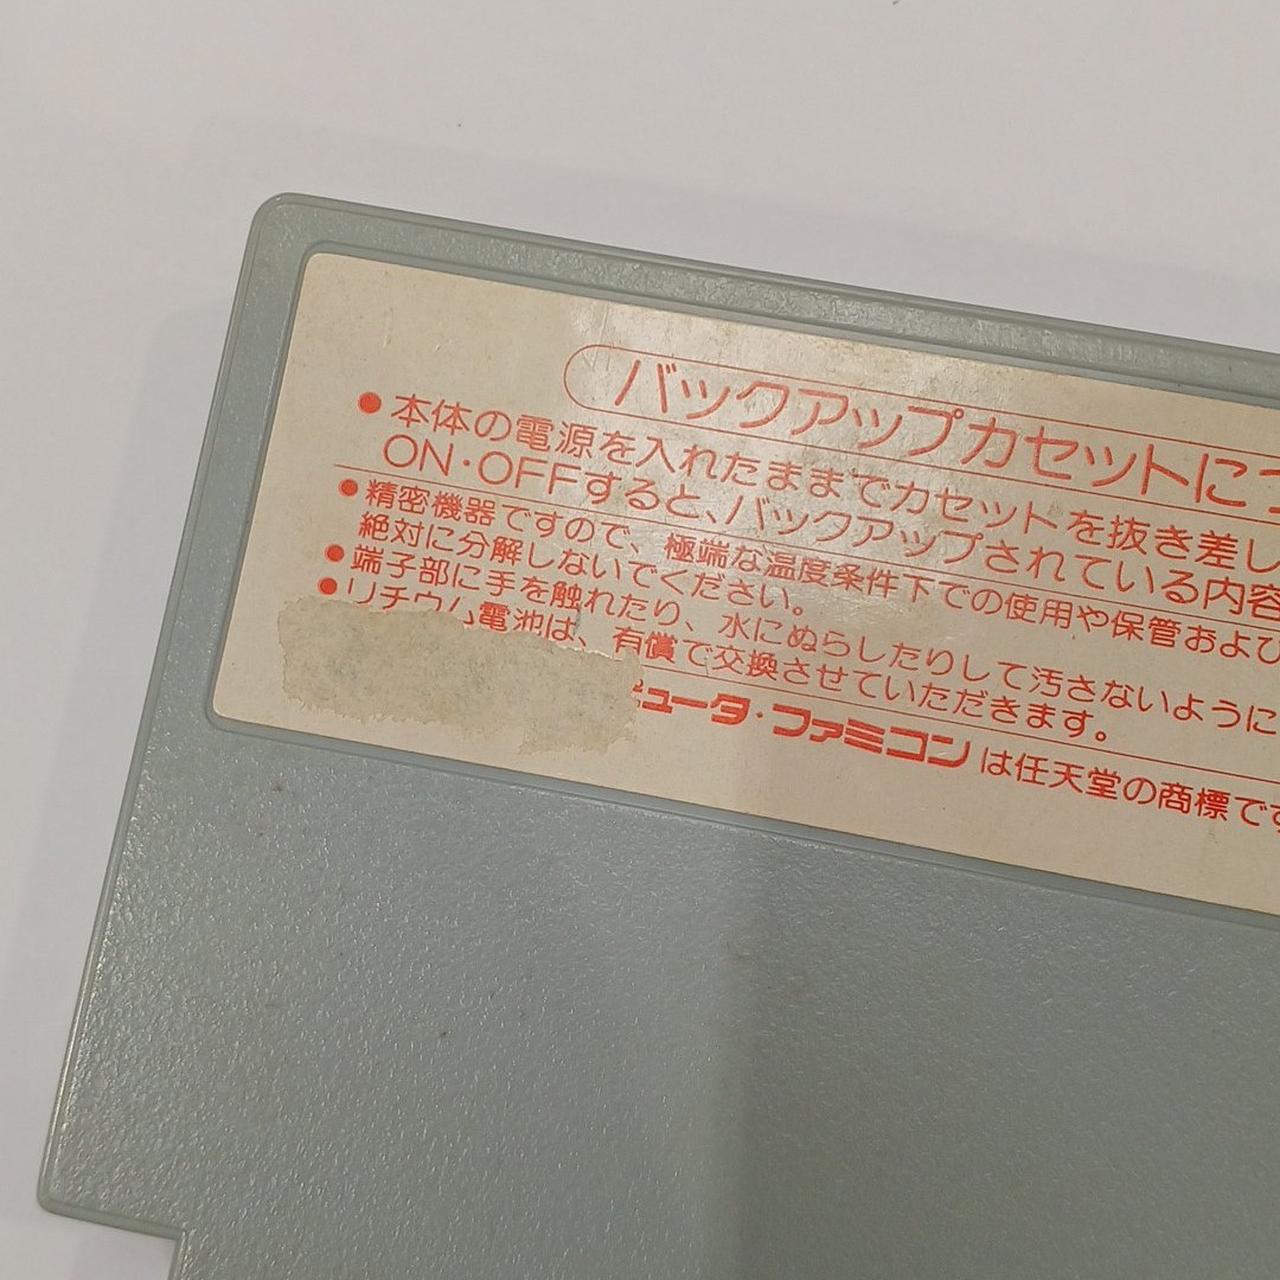 バックアップカセットにつ
●本体の電源を入れたままでカセットを抜き差し
ON・OFFすると、バックアップされている内容
●精密機器ですので、極端な温度条件下での使用や保管および
絶対に分解しないでください。
●端子部に手を触れたり、水にぬらしたりして汚さないように
●リチウム電池は、有償で交換させていただきます。
ピュータ・ファミコンは任天堂の商標です